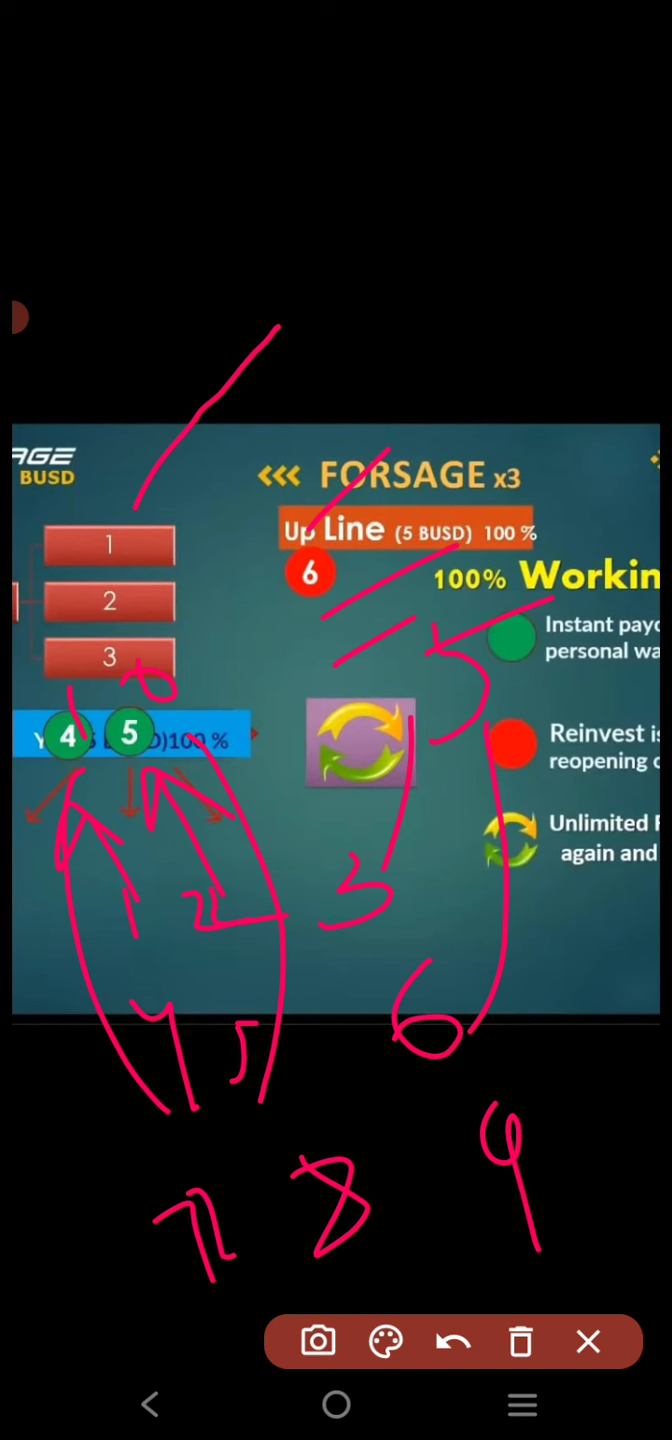 AGE
BUSD
<<< FORSAGE x3
Up Line (5 BUSD) 100 %
1
6
100% Workin
2
Instant payo
personal wa
3
4 5 D)100 %
Reinvest is
reopening o
Unlimited R
again and
5
1 2 3
4 5 6
7 8 9